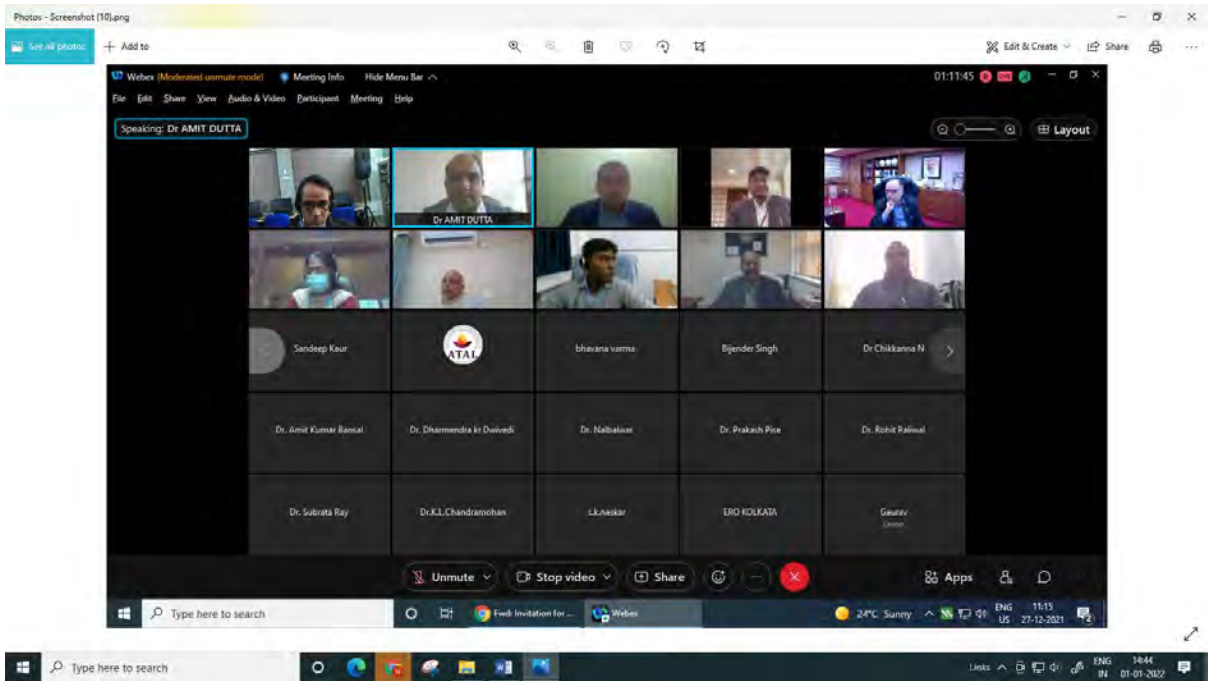 Photos - Screenshot (10).png
See all photos + Add to Edit & Create Share
Webex (Moderated unmute mode) Meeting Info Hide Menu Bar 01:11:45
File Edit Share View Audio & Video Participant Meeting Help
Speaking: Dr AMIT DUTTA Layout
Dr AMIT DUTTA
Sandeep Kaur ATAL bhavana varma Bijender Singh Dr Chikkanna N
Dr. Amit Kumar Bansal Dr. Dharmendra kr Dwivedi Dr. Nalbalwar Dr. Prakash Pise Dr. Rohit Paliwal
Dr. Subrata Ray Dr.K.L.Chandramohan s.k.naskar ERO KOLKATA Gaurav
Unmute Stop video Share ... Apps
Type here to search Fwd: Invitation for ... Webex 24°C Sunny ENG 11:15
US 27-12-2021 2
Type here to search Links ENG 14:44
IN 01-01-2022